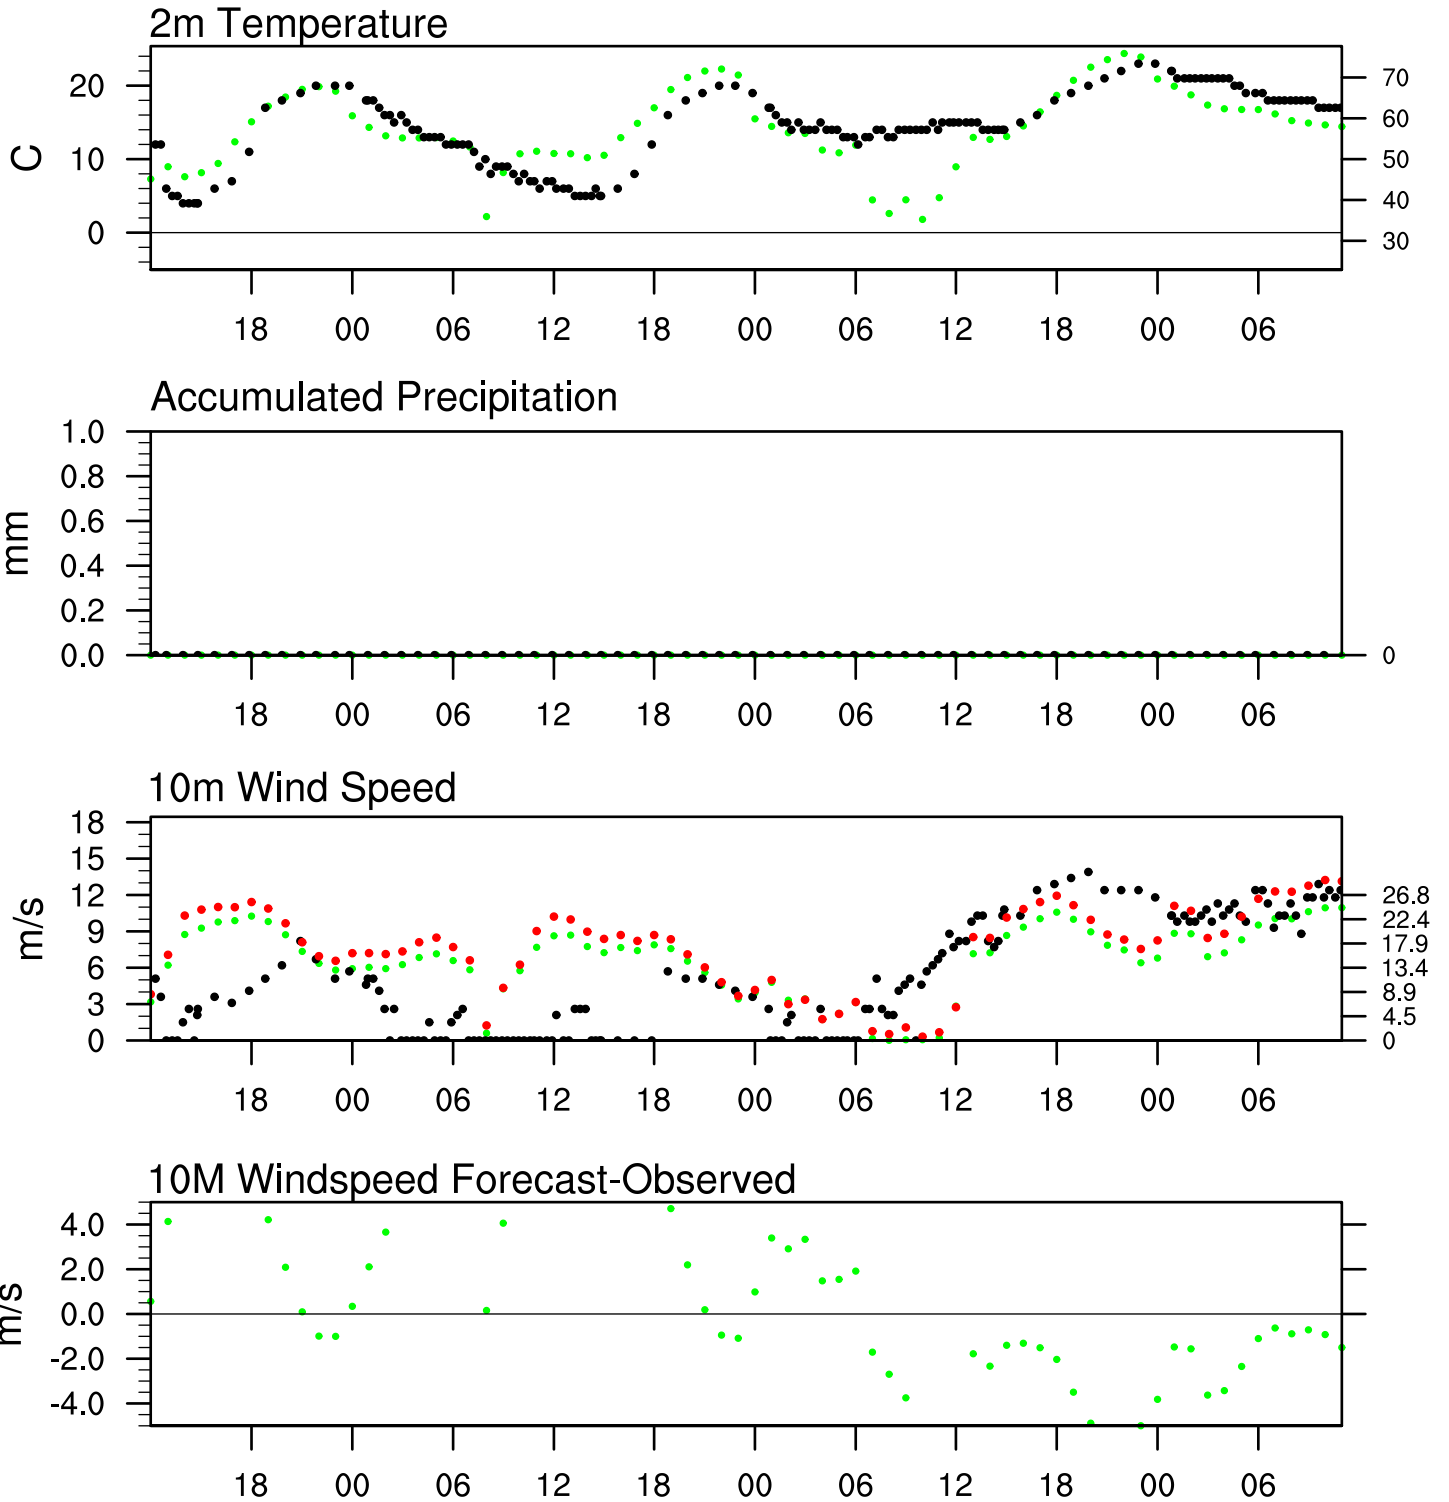 2m Temperature
C
20
10
0
70
60
50
40
30
18 00 06 12 18 00 06 12 18 00 06
Accumulated Precipitation
mm
1.0
0.8
0.6
0.4
0.2
0.0
0
18 00 06 12 18 00 06 12 18 00 06
10m Wind Speed
m/s
18
15
12
9
6
3
0
26.8
22.4
17.9
13.4
8.9
4.5
0
18 00 06 12 18 00 06 12 18 00 06
10M Windspeed Forecast-Observed
m/s
4.0
2.0
0.0
-2.0
-4.0
18 00 06 12 18 00 06 12 18 00 06